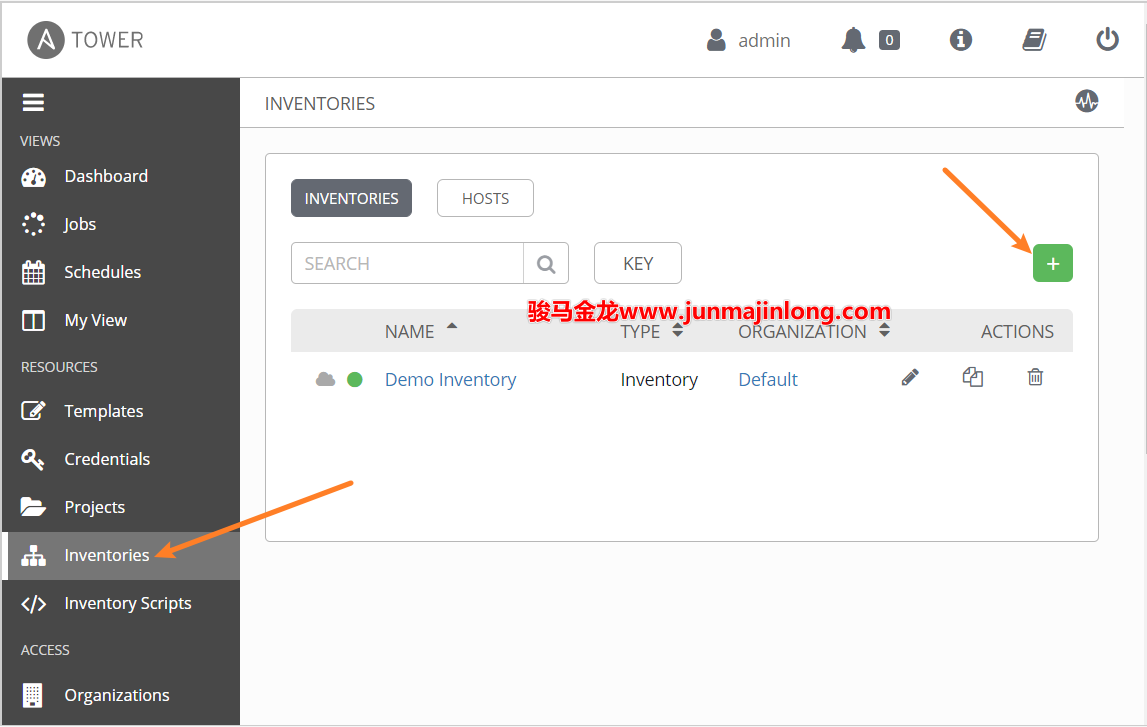 TOWER
admin
0
VIEWS
Dashboard
Jobs
Schedules
My View
RESOURCES
Templates
Credentials
Projects
Inventories
Inventory Scripts
ACCESS
Organizations
INVENTORIES
INVENTORIES HOSTS
SEARCH KEY +
骏马金龙www.junmajinlong.com
NAME TYPE ORGANIZATION ACTIONS
Demo Inventory Inventory Default